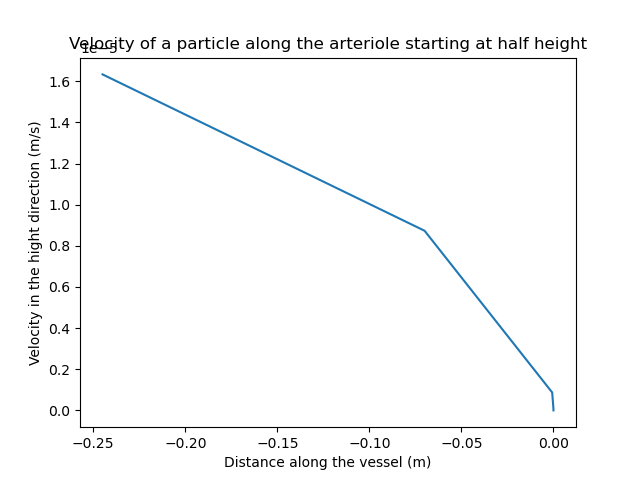 Velocity of a particle along the arteriole starting at half height
1e−5
1.6
1.4
1.2
1.0
0.8
0.6
0.4
0.2
0.0
Velocity in the hight direction (m/s)
−0.25 −0.20 −0.15 −0.10 −0.05 0.00
Distance along the vessel (m)